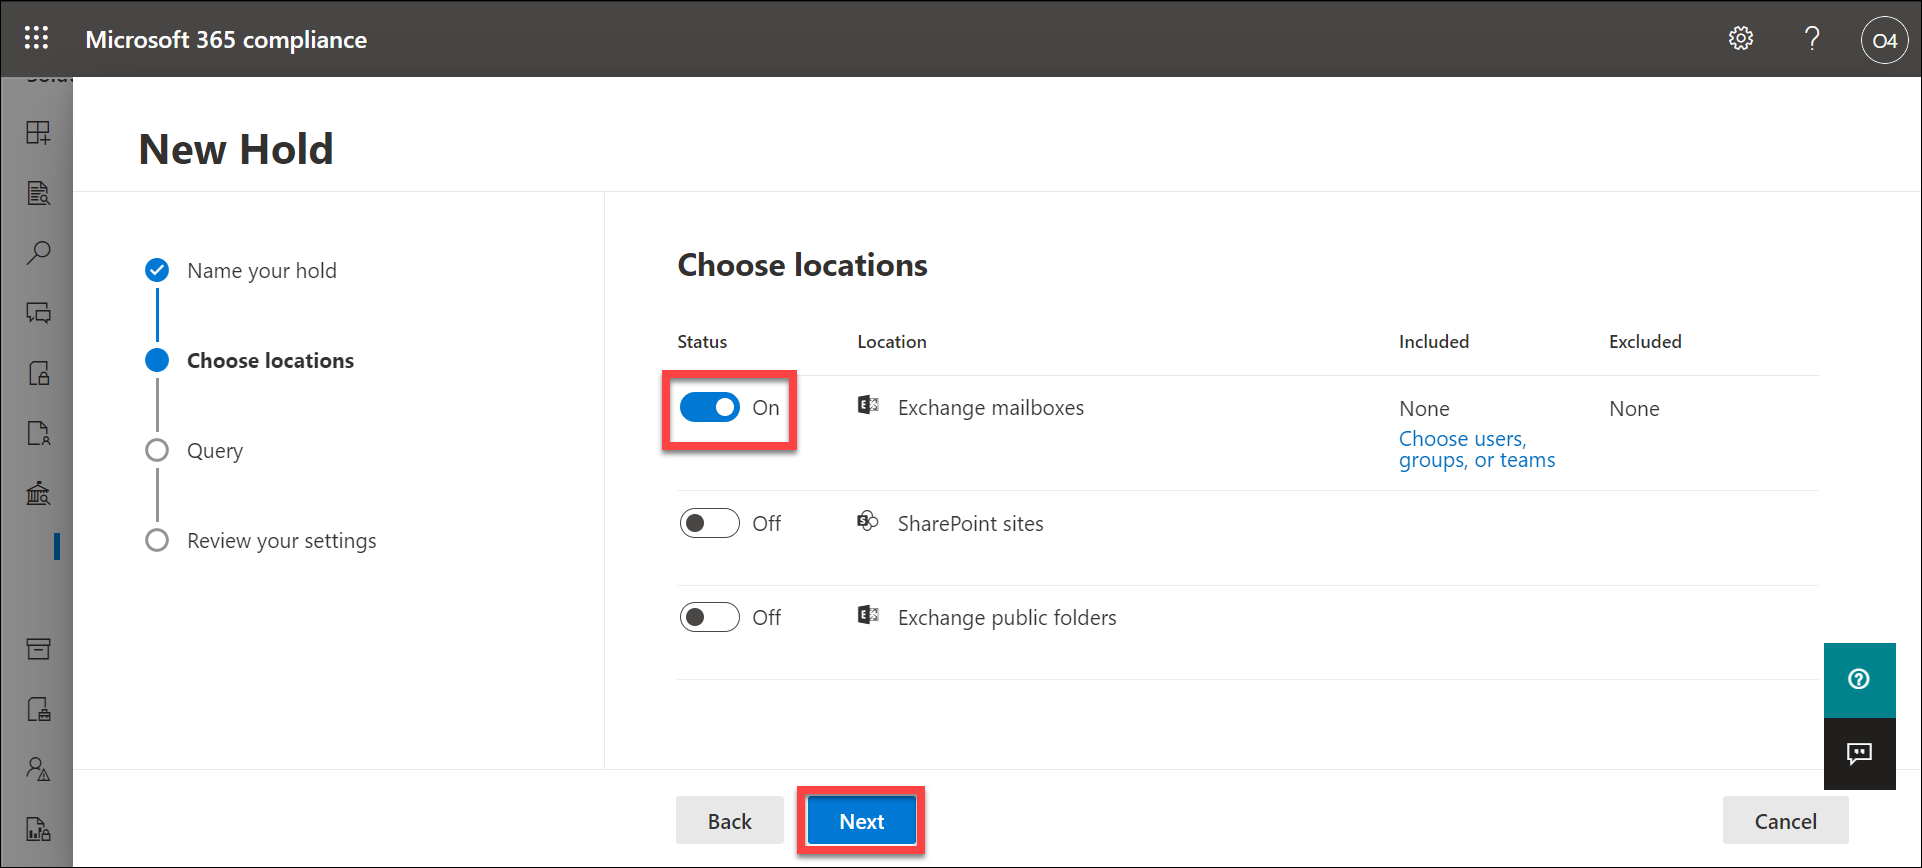 Microsoft 365 compliance
O4
New Hold
Name your hold
Choose locations
Query
Review your settings
Choose locations
Status Location Included Excluded
On Exchange mailboxes None None
Choose users,
groups, or teams
Off SharePoint sites
Off Exchange public folders
Back Next Cancel